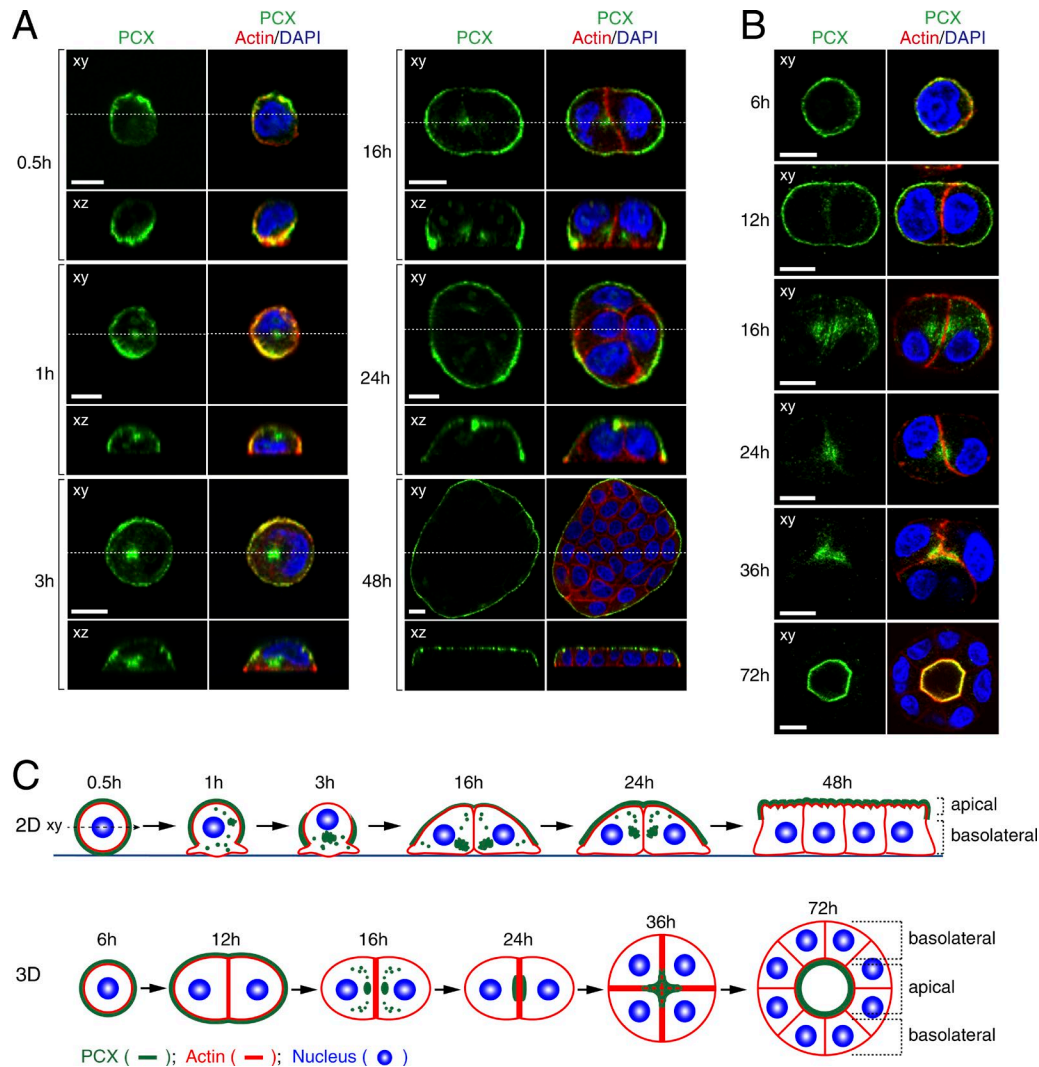 A
PCX
PCX
Actin/DAPI
0.5h
xy
xz
1h
xy
xz
3h
xy
xz
PCX
PCX
Actin/DAPI
16h
xy
xz
24h
xy
xz
48h
xy
xz
B
PCX
PCX
Actin/DAPI
6h
xy
12h
xy
16h
xy
24h
xy
36h
xy
72h
xy
C
0.5h 1h 3h 16h 24h 48h
2D xy
apical
basolateral
6h 12h 16h 24h 36h 72h
3D
basolateral
apical
basolateral
PCX ( ); Actin ( ); Nucleus ( )